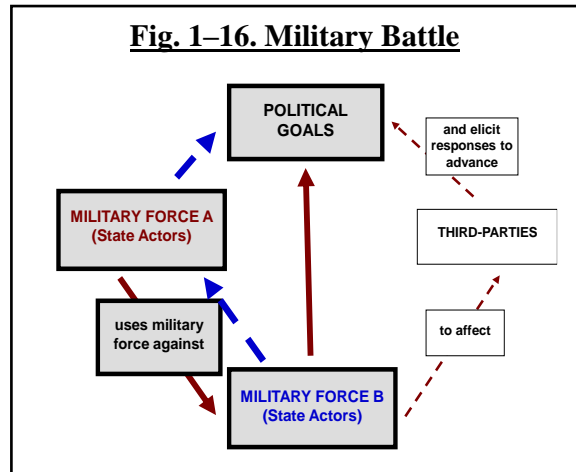 Fig. 1–16. Military Battle
POLITICAL
GOALS
and elicit
responses to
advance
MILITARY FORCE A
(State Actors)
THIRD-PARTIES
uses military
force against
to affect
MILITARY FORCE B
(State Actors)